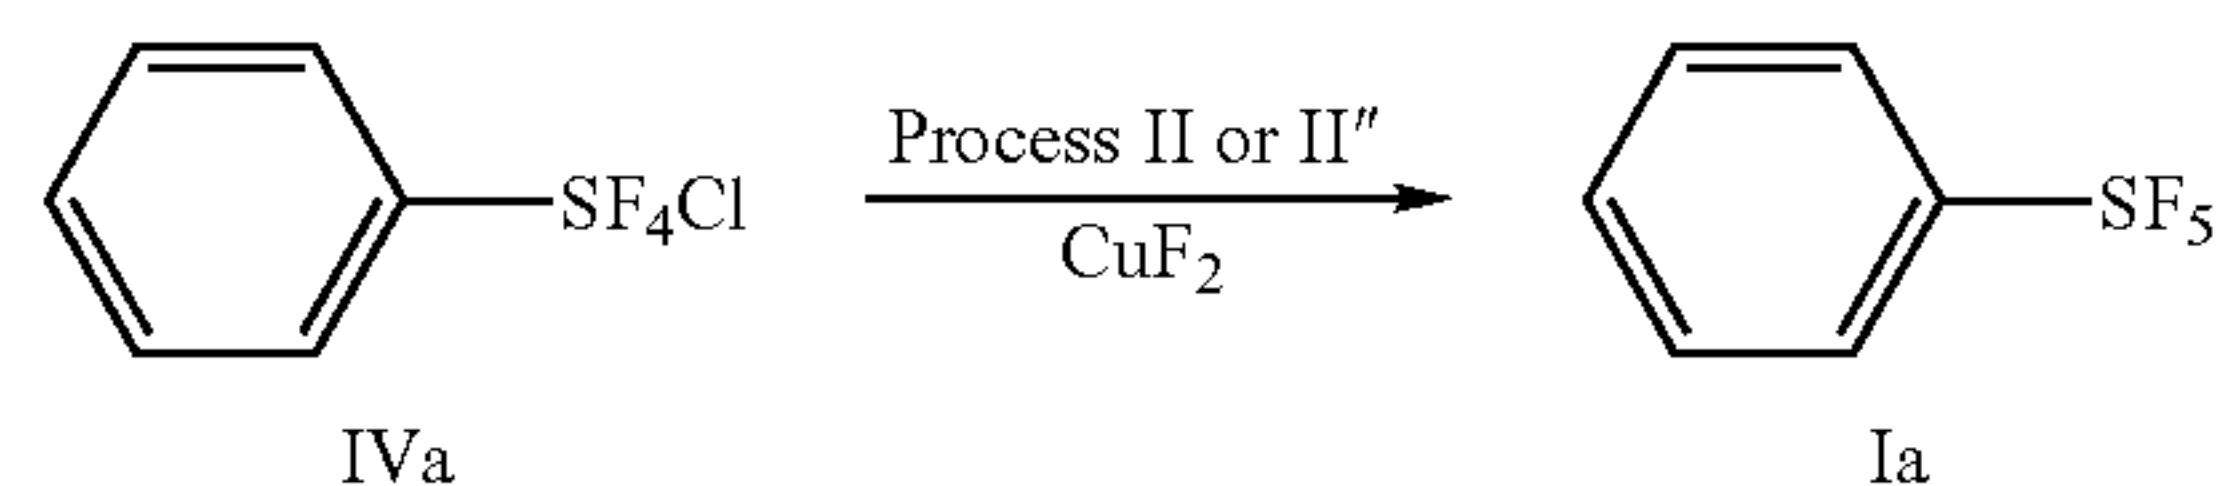 Process II or II″
SF₄Cl
SF₅
CuF₂
IVa
Ia